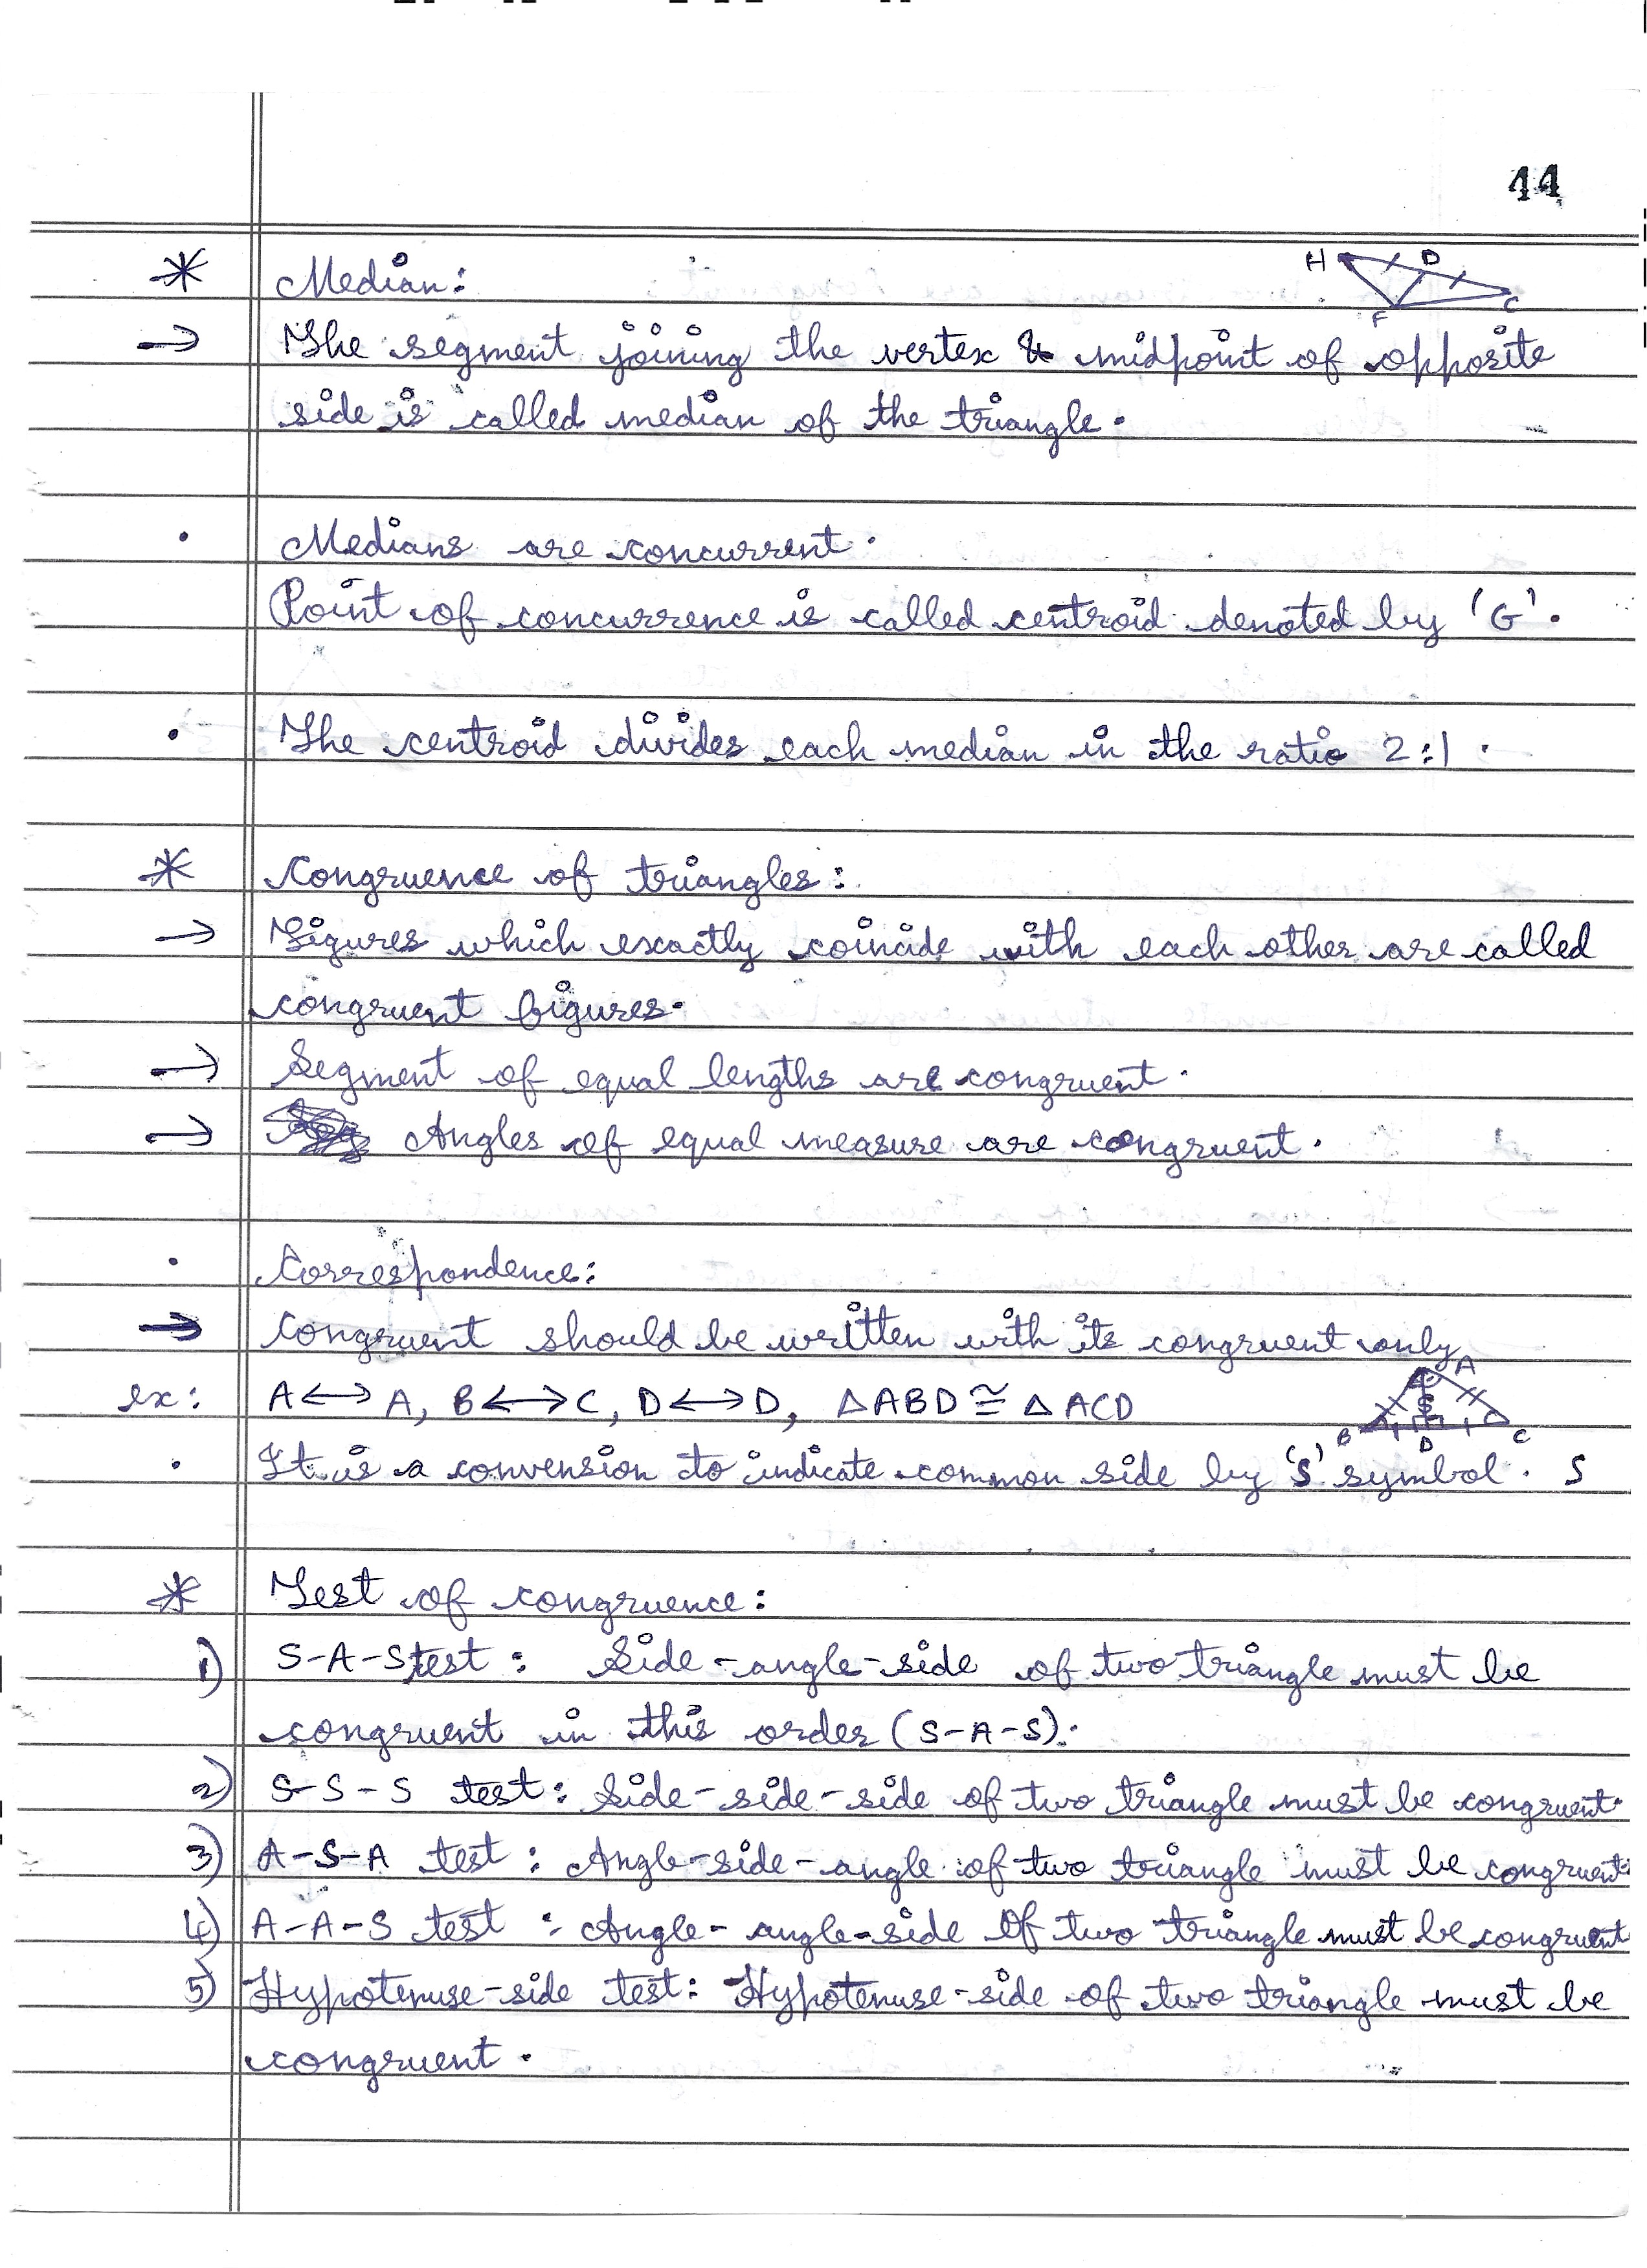 44
* Median:
H D F C
→ The segment joining the vertex & midpoint of opposite
side is called median of the triangle.
• Medians are concurrent.
Point of concurrence is called centroid denoted by 'G'.
• The centroid divides each median in the ratio 2:1.
* Congruence of triangles:
→ Figures which exactly coincide with each other are called
congruent figures.
→ Segment of equal lengths are congruent.
→ Angles of equal measure are congruent.
• Correspondence:
→ Congruent should be written with its congruent only
ex: A↔A, B↔C, D↔D, △ABD ≅ △ACD
A B D C
• It is a convension to indicate common side by 'S' symbol. S
* Test of congruence:
1) S-A-S test: Side-angle-side of two triangle must be
congruent in this order (S-A-S).
2) S-S-S test: Side-side-side of two triangle must be congruent.
3) A-S-A test: Angle-side-angle of two triangle must be congruent.
4) A-A-S test: Angle-angle-side of two triangle must be congruent
5) Hypotenuse-side test: Hypotenuse-side of two triangle must be
congruent.